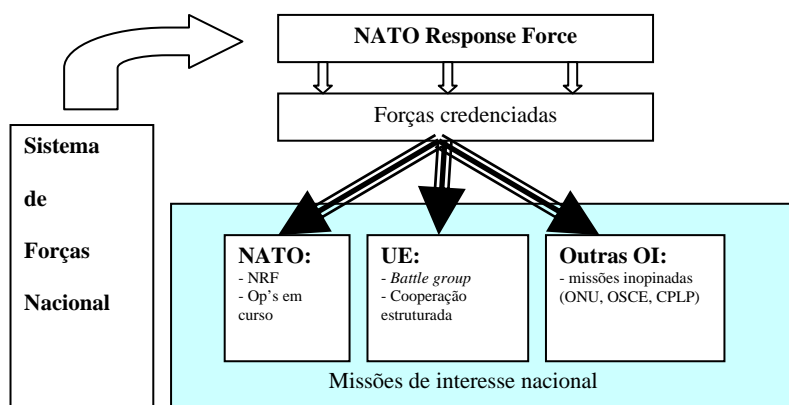 NATO Response Force
Forças credenciadas
Sistema
de
Forças
Nacional
NATO:
- NRF
- Op's em
curso
UE:
- Battle group
- Cooperação
estruturada
Outras OI:
- missões inopinadas
(ONU, OSCE, CPLP)
Missões de interesse nacional